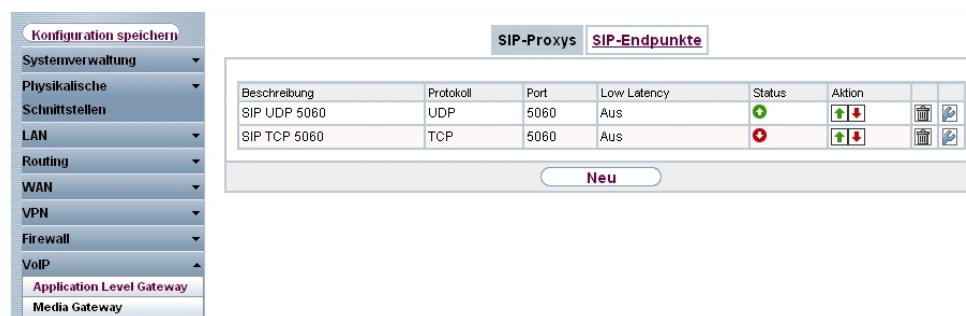 Konfiguration speichern
Systemverwaltung
Physikalische
Schnittstellen
LAN
Routing
WAN
VPN
Firewall
VoIP
Application Level Gateway
Media Gateway
SIP-Proxys SIP-Endpunkte
Beschreibung Protokoll Port Low Latency Status Aktion
SIP UDP 5060 UDP 5060 Aus
SIP TCP 5060 TCP 5060 Aus
Neu